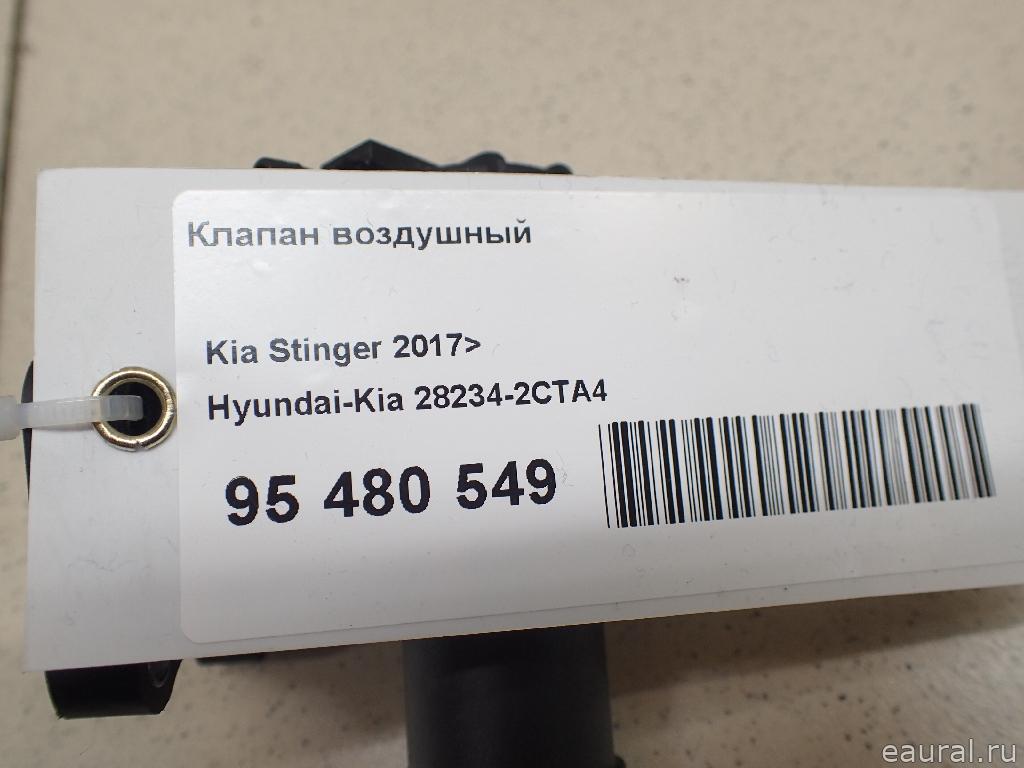 Клапан воздушный
Kia Stinger 2017>
Hyundai-Kia 28234-2CTA4
95 480 549
eaural.ru